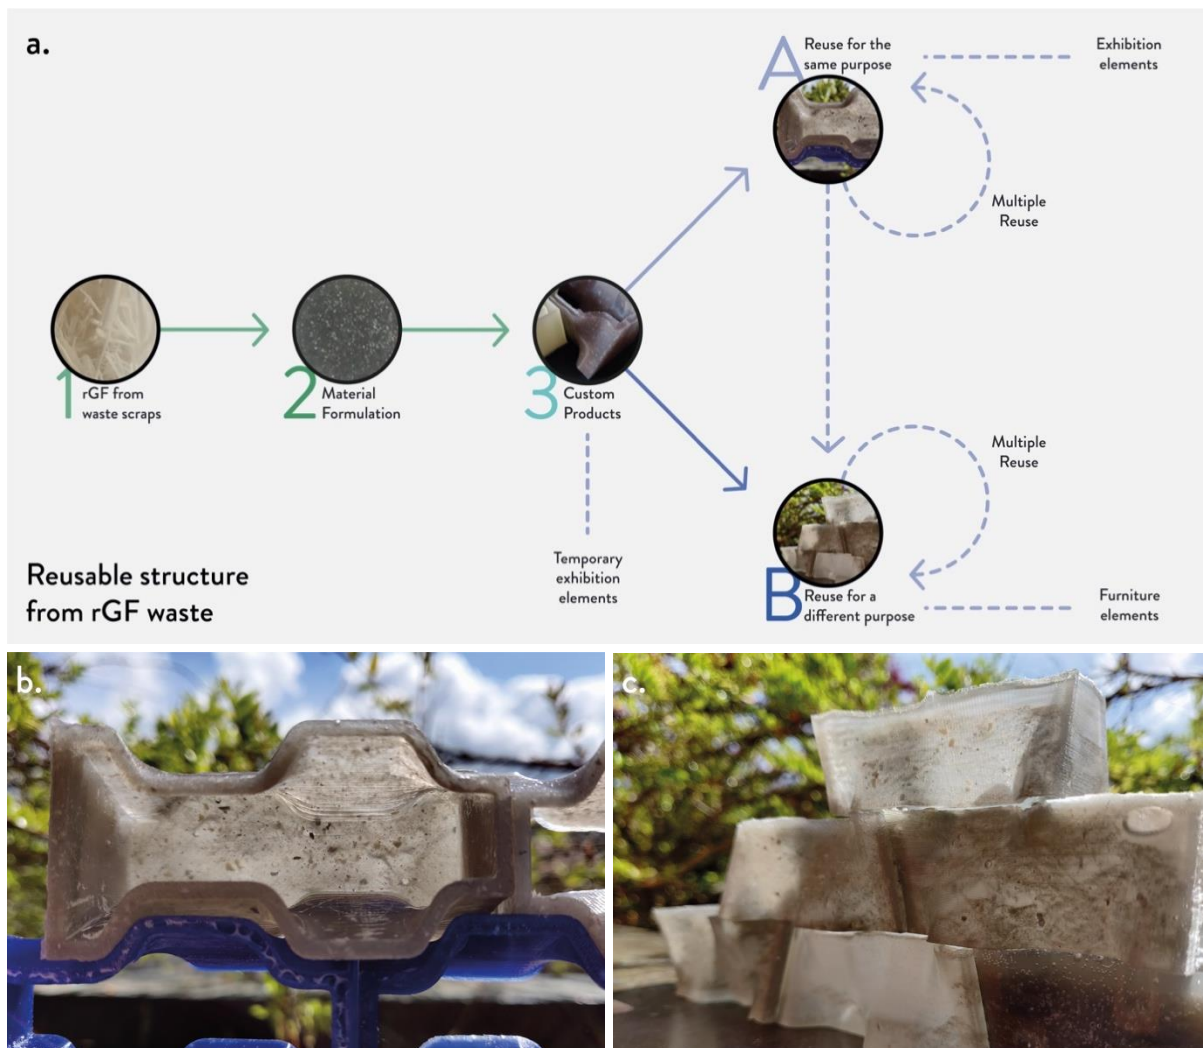 a.
A
Reuse for the
same purpose
Exhibition
elements
Multiple
Reuse
1
rGF from
waste scraps
2
Material
Formulation
3
Custom
Products
Multiple
Reuse
Temporary
exhibition
elements
B
Reuse for a
different purpose
Furniture
elements
Reusable structure
from rGF waste
b.
c.